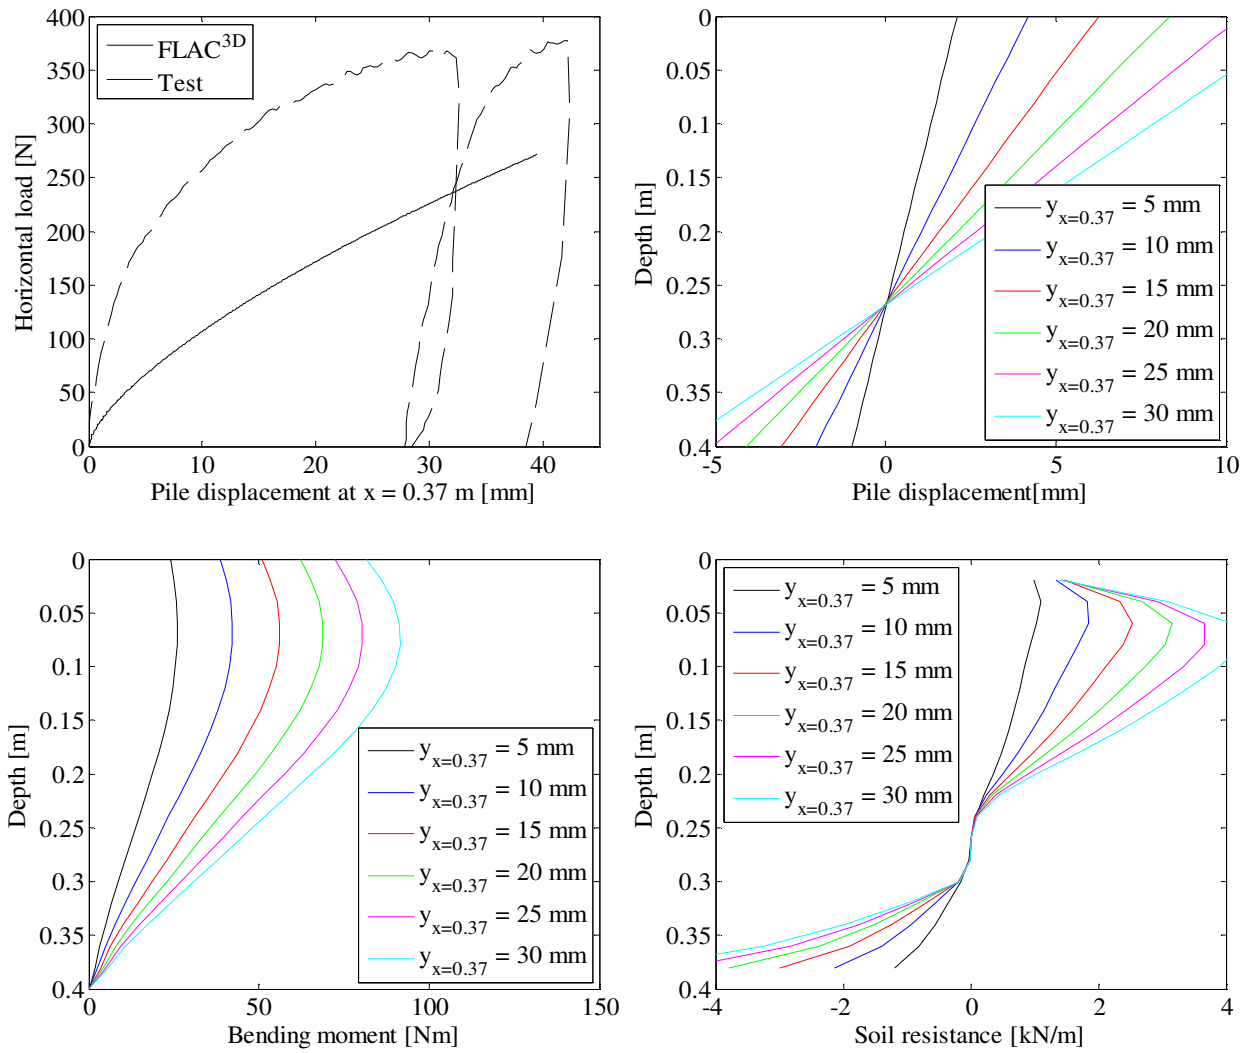 400
350
300
250
200
150
100
50
0
Horizontal load [N]
FLAC3D
Test
0 10 20 30 40
Pile displacement at x = 0.37 m [mm]
0
0.05
0.1
0.15
0.2
0.25
0.3
0.35
0.4
Depth [m]
yx=0.37 = 5 mm
yx=0.37 = 10 mm
yx=0.37 = 15 mm
yx=0.37 = 20 mm
yx=0.37 = 25 mm
yx=0.37 = 30 mm
-5 0 5 10
Pile displacement[mm]
0
0.05
0.1
0.15
0.2
0.25
0.3
0.35
0.4
Depth [m]
yx=0.37 = 5 mm
yx=0.37 = 10 mm
yx=0.37 = 15 mm
yx=0.37 = 20 mm
yx=0.37 = 25 mm
yx=0.37 = 30 mm
0 50 100 150
Bending moment [Nm]
0
0.05
0.1
0.15
0.2
0.25
0.3
0.35
0.4
Depth [m]
yx=0.37 = 5 mm
yx=0.37 = 10 mm
yx=0.37 = 15 mm
yx=0.37 = 20 mm
yx=0.37 = 25 mm
yx=0.37 = 30 mm
-4 -2 0 2 4
Soil resistance [kN/m]